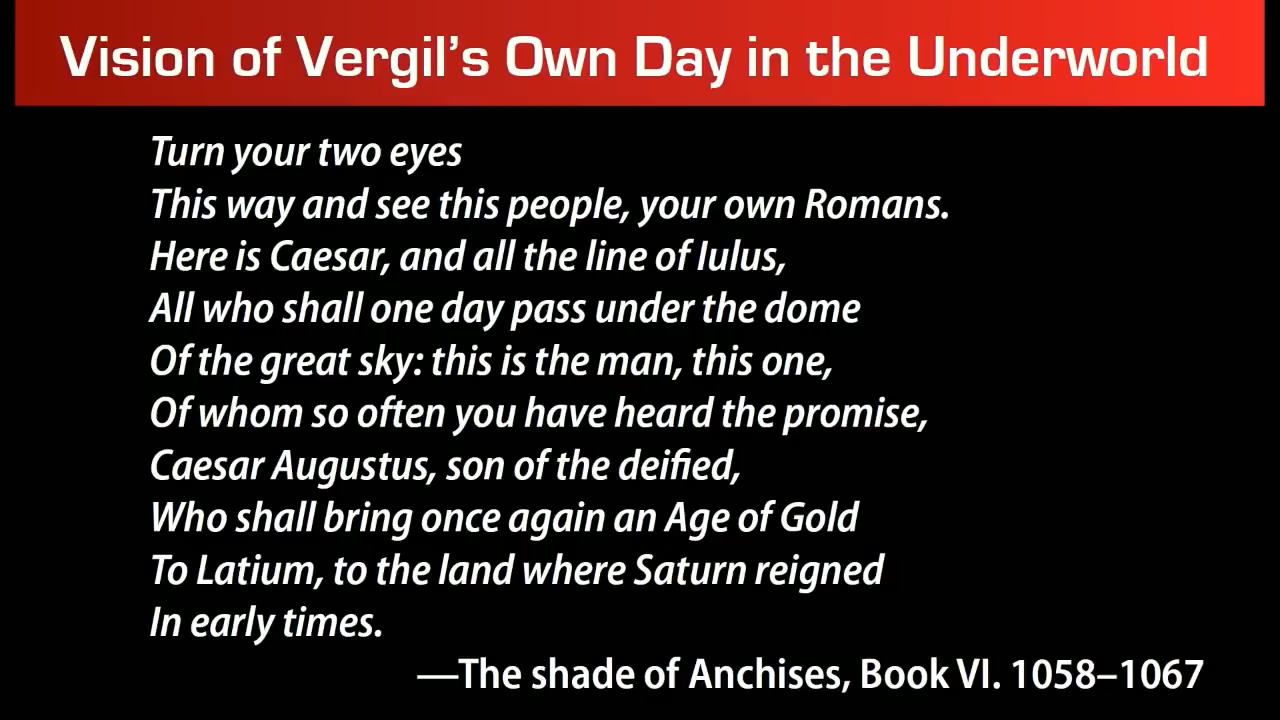 Vision of Vergil’s Own Day in the Underworld
Turn your two eyes
This way and see this people, your own Romans.
Here is Caesar, and all the line of Iulus,
All who shall one day pass under the dome
Of the great sky: this is the man, this one,
Of whom so often you have heard the promise,
Caesar Augustus, son of the deified,
Who shall bring once again an Age of Gold
To Latium, to the land where Saturn reigned
In early times.
—The shade of Anchises, Book VI. 1058–1067